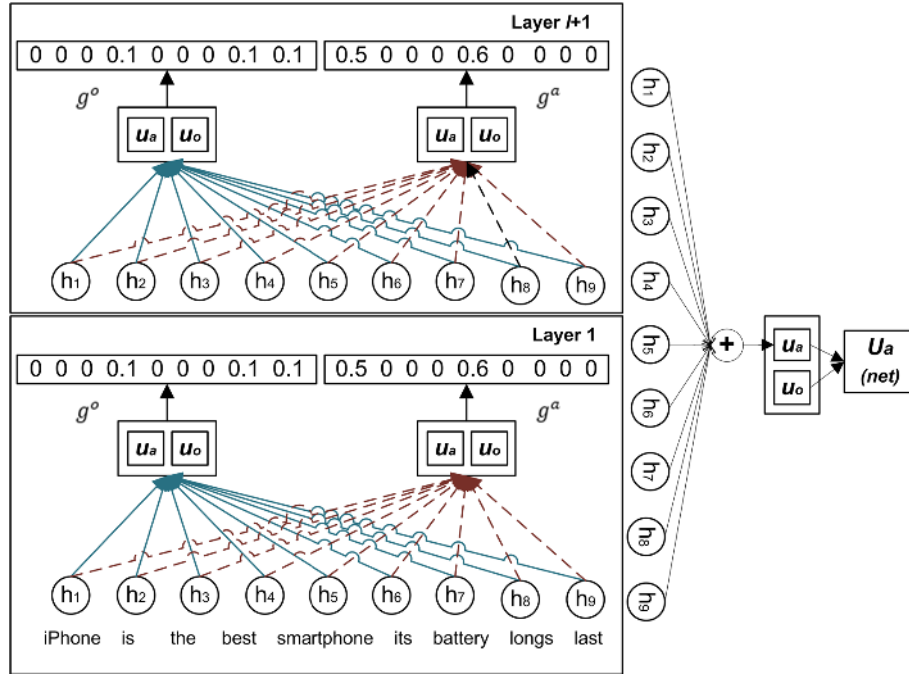 Layer l+1
0 0 0 0.1 0 0 0 0.1 0.1 0.5 0 0 0 0.6 0 0 0 0
g^o g^a
u_a u_o u_a u_o
h₁ h₂ h₃ h₄ h₅ h₆ h₇ h₈ h₉
Layer 1
0 0 0 0.1 0 0 0 0.1 0.1 0.5 0 0 0 0.6 0 0 0 0
g^o g^a
u_a u_o u_a u_o
h₁ h₂ h₃ h₄ h₅ h₆ h₇ h₈ h₉
iPhone is the best smartphone its battery longs last
h₁
h₂
h₃
h₄
h₅
h₆
h₇
h₈
h₉
+
u_a
u_o
U_a
(net)